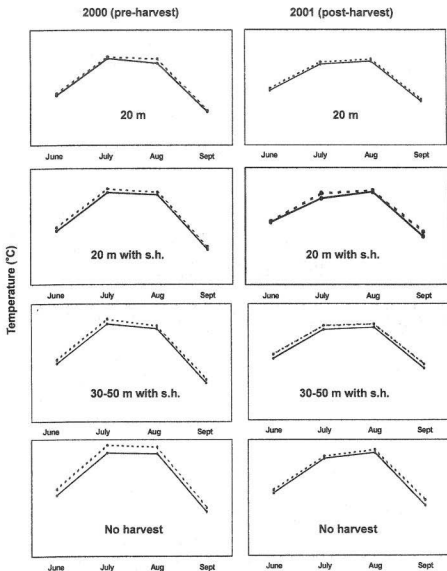 2000 (pre-harvest) 2001 (post-harvest)
20 m 20 m
June July Aug Sept June July Aug Sept
20 m with s.h. 20 m with s.h.
June July Aug Sept June July Aug Sept
30-50 m with s.h. 30-50 m with s.h.
June July Aug Sept June July Aug Sept
No harvest No harvest
June July Aug Sept June July Aug Sept
Temperature (°C)